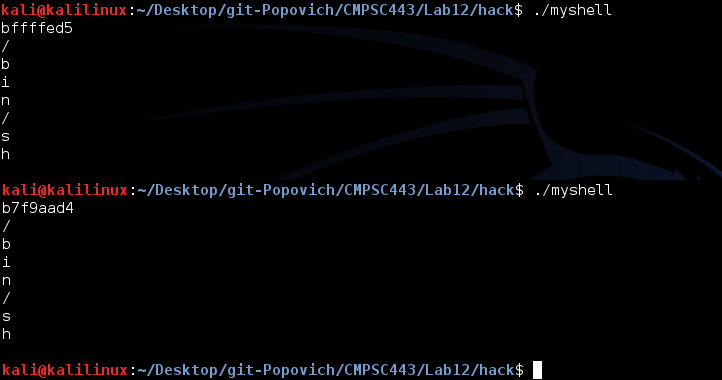 kali@kalilinux:~/Desktop/git-Popovich/CMPSC443/Lab12/hack$ ./myshell
bffffed5
/
b
i
n
/
s
h
kali@kalilinux:~/Desktop/git-Popovich/CMPSC443/Lab12/hack$ ./myshell
b7f9aad4
/
b
i
n
/
s
h
kali@kalilinux:~/Desktop/git-Popovich/CMPSC443/Lab12/hack$